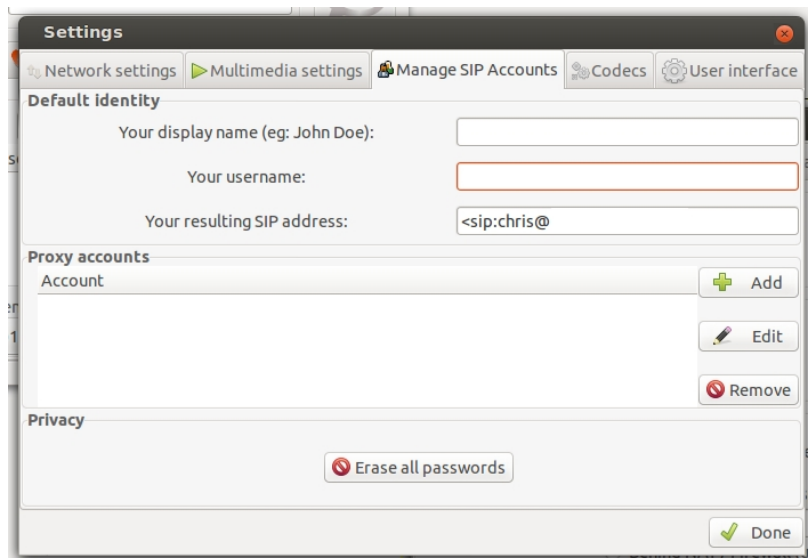 Settings
Network settings Multimedia settings Manage SIP Accounts Codecs User interface
Default identity
Your display name (eg: John Doe):
Your username:
Your resulting SIP address: <sip:chris@
Proxy accounts
Account
Add
Edit
Remove
Privacy
Erase all passwords
Done